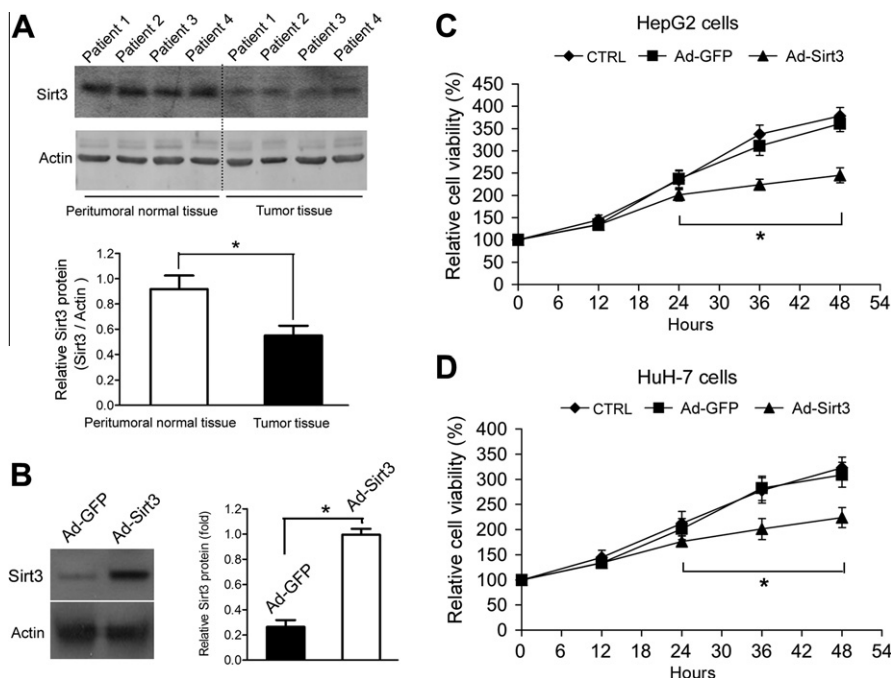 A
Patient 1 Patient 2 Patient 3 Patient 4 Patient 1 Patient 2 Patient 3 Patient 4
Sirt3
Actin
Peritumoral normal tissue Tumor tissue
Relative Sirt3 protein
(Sirt3 / Actin )
1.2
1.0
0.8
0.6
0.4
0.2
0.0
*
Peritumoral normal tissue Tumor tissue
B
Ad-GFP Ad-Sirt3
Sirt3
Actin
Relative Sirt3 protein (fold)
1.2
1.0
0.8
0.6
0.4
0.2
0.0
Ad-GFP
*
Ad-Sirt3
C
HepG2 cells
CTRL Ad-GFP Ad-Sirt3
Relative cell viability (%)
450
400
350
300
250
200
150
100
50
0
*
0 6 12 18 24 30 36 42 48 54
Hours
D
HuH-7 cells
CTRL Ad-GFP Ad-Sirt3
Relative cell viability (%)
400
350
300
250
200
150
100
50
0
*
0 6 12 18 24 30 36 42 48 54
Hours